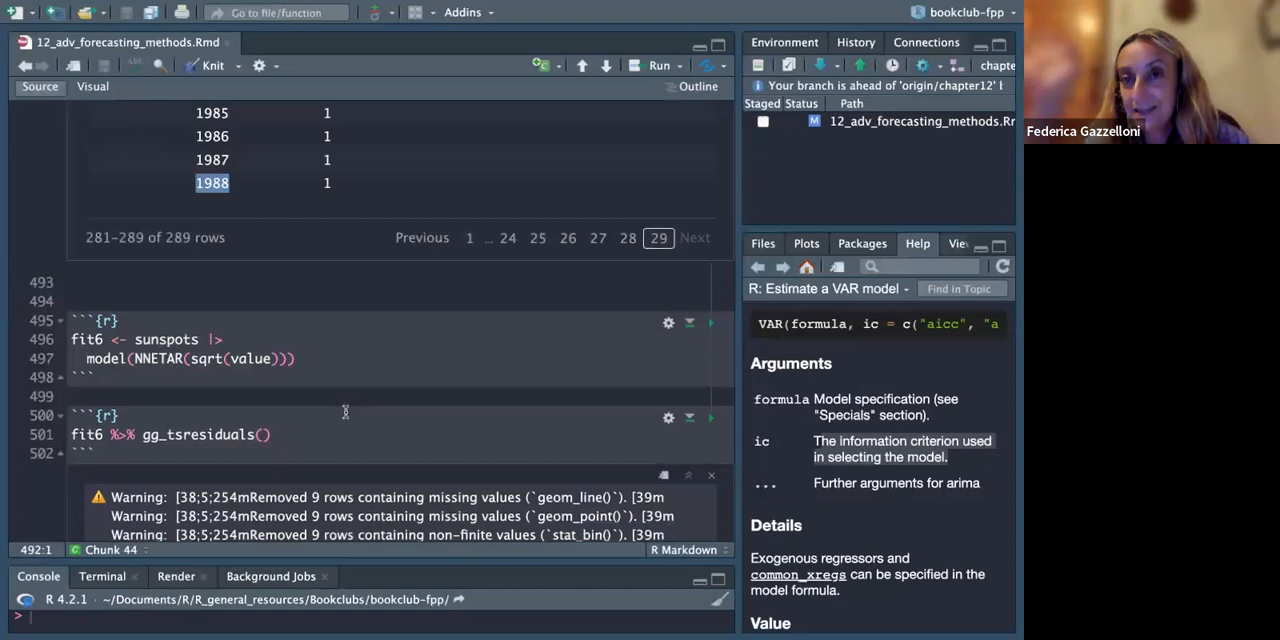 Go to file/function
Addins
bookclub-fpp
12_adv_forecasting_methods.Rmd
Knit
Run
Source
Visual
Outline
1985 1
1986 1
1987 1
1988 1
281-289 of 289 rows
Previous 1 ... 24 25 26 27 28 29 Next
493
494
495 ```{r}
496 fit6 <- sunspots |>
497 model(NNETAR(sqrt(value)))
498 ```
499
500 ```{r}
501 fit6 %>% gg_tsresiduals()
502 ```
Warning: [38;5;254mRemoved 9 rows containing missing values (`geom_line()`). [39m
Warning: [38;5;254mRemoved 9 rows containing missing values (`geom_point()`). [39m
Warning: [38;5;254mRemoved 9 rows containing non-finite values (`stat_bin()`). [39m
492:1
Chunk 44
R Markdown
Console
Terminal
Render
Background Jobs
R 4.2.1 · ~/Documents/R/R_general_resources/Bookclubs/bookclub-fpp/
>
Environment
History
Connections
chapte
Your branch is ahead of 'origin/chapter12' b
Staged Status Path
M 12_adv_forecasting_methods.Rm
Files
Plots
Packages
Help
Vie
R: Estimate a VAR model
Find in Topic
VAR(formula, ic = c("aicc", "a
Arguments
formula Model specification (see
"Specials" section).
ic The information criterion used
in selecting the model.
... Further arguments for arima
Details
Exogenous regressors and
common_xregs can be specified in the
model formula.
Value
Federica Gazzelloni